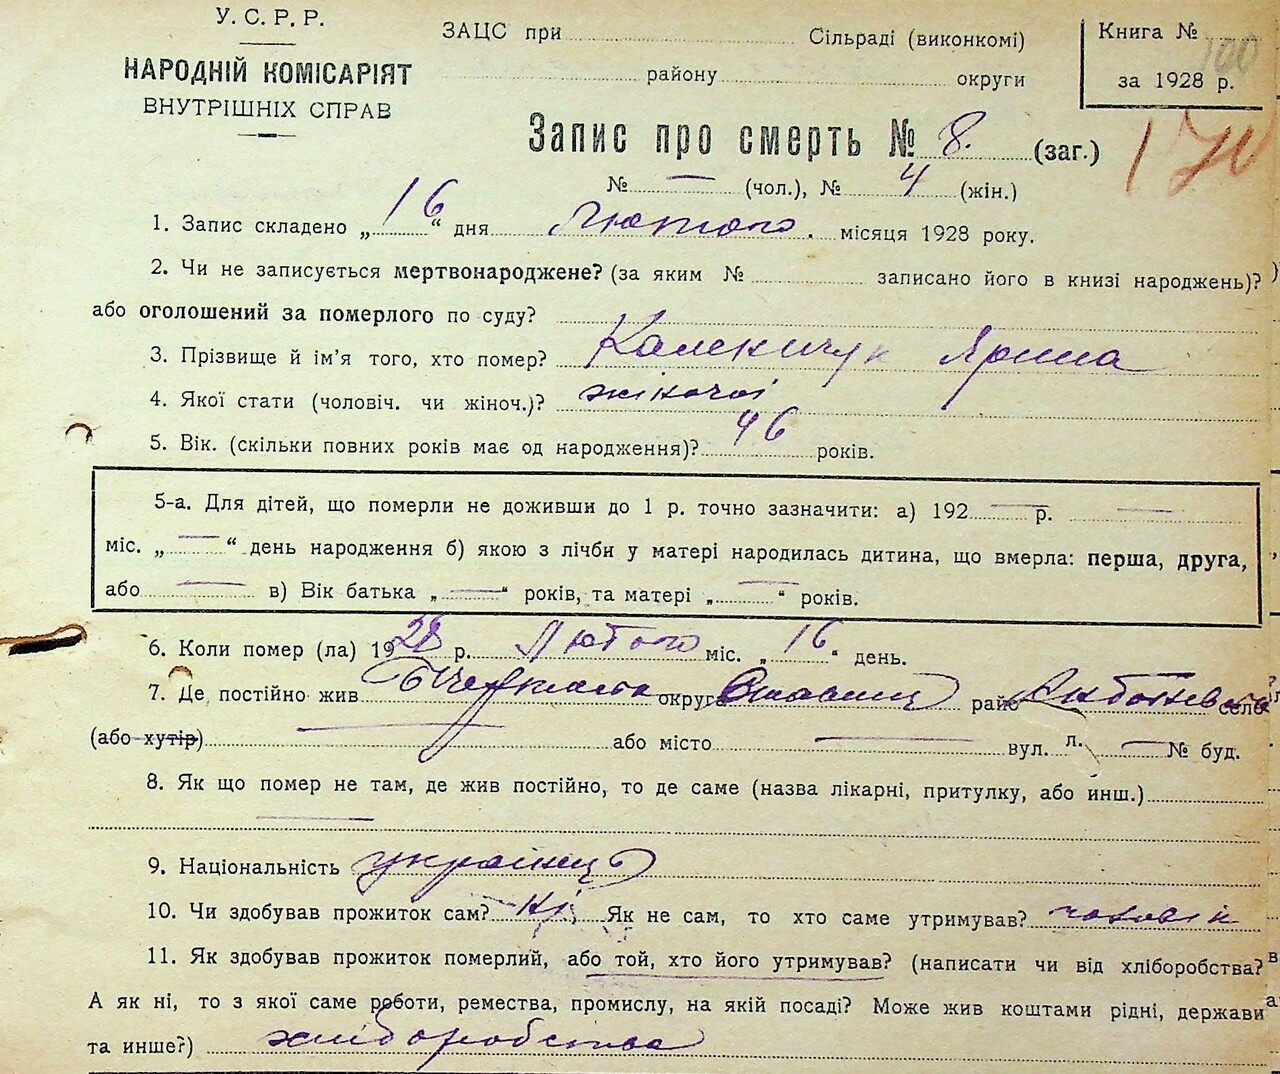 У. С. Р. Р.
НАРОДНІЙ КОМІСАРІЯТ
ВНУТРІШНІХ СПРАВ
ЗАЦС при Сільраді (виконкомі)
району округи
Книга № 100
за 1928 р.
Запис про смерть № 8. (заг.)
№ — (чол.), № 4 (жін.)
1. Запис складено „16“ дня Лютого. місяця 1928 року.
2. Чи не записується мертвонароджене? (за яким № записано його в книзі народжень)?
або оголошений за померлого по суду?
3. Прізвище й ім'я того, хто помер? Каленичук Ярина
4. Якої стати (чоловіч. чи жіноч.)? жіночої
5. Вік. (скільки повних років має од народження)? 46 років.
5-а. Для дітей, що померли не доживши до 1 р. точно зазначити: а) 192 — р. —
міс. „—“ день народження б) якою з лічби у матері народилась дитина, що вмерла: перша, друга,
або — в) Вік батька „—“ років, та матері „—“ років.
6. Коли помер (ла) 1928 р. Лютого міс. „16“ день.
7. Де, постійно жив округа райо село
(або хутір) — або місто — вул. л. — № буд.
8. Як що помер не там, де жив постійно, то де саме (назва лікарні, притулку, або инш.)
—
9. Національність українець
10. Чи здобував прожиток сам? ні Як не сам, то хто саме утримував? чоловік
11. Як здобував прожиток померлий, або той, хто його утримував? (написати чи від хліборобства?
А як ні, то з якої саме роботи, ремества, промислу, на якій посаді? Може жив коштами рідні, держави
та инше?) хліборобства